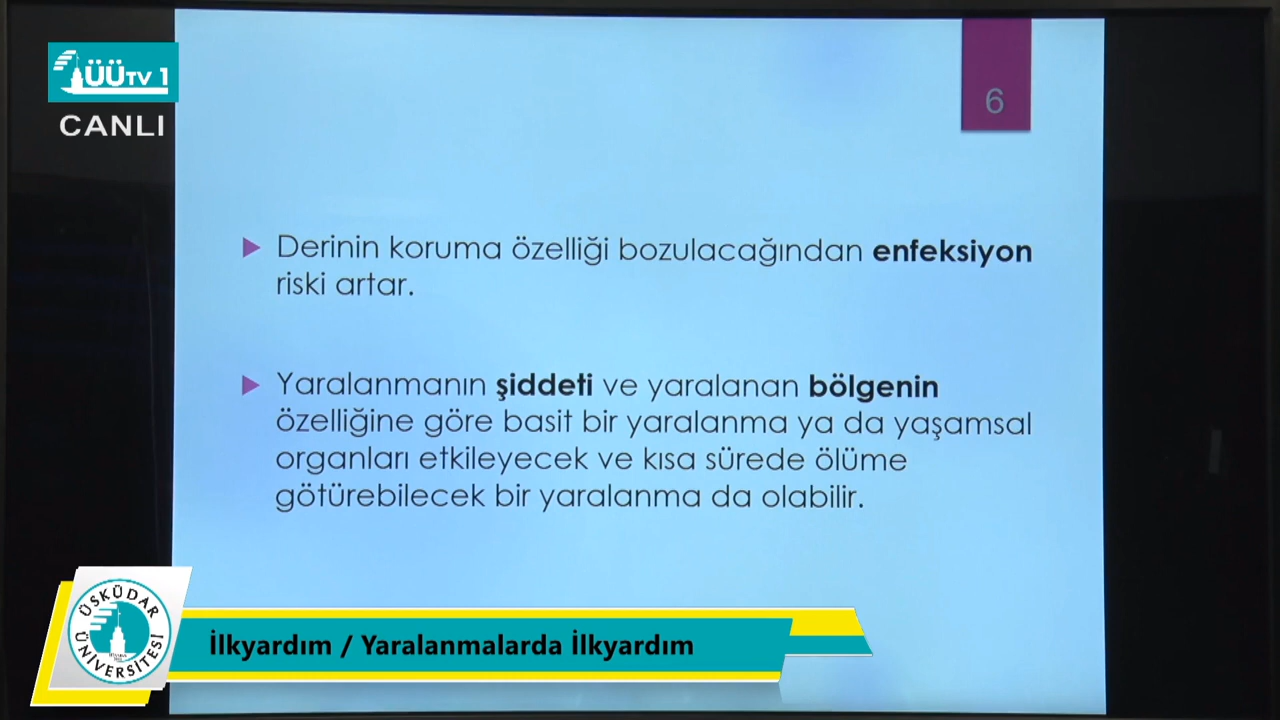 ÜÜTV 1
CANLI
6
Derinin koruma özelliği bozulacağından enfeksiyon
riski artar.
Yaralanmanın şiddeti ve yaralanan bölgenin
özelliğine göre basit bir yaralanma ya da yaşamsal
organları etkileyecek ve kısa sürede ölüme
götürebilecek bir yaralanma da olabilir.
ÜSKÜDAR
ÜNİVERSİTESİ
İlkyardım / Yaralanmalarda İlkyardım